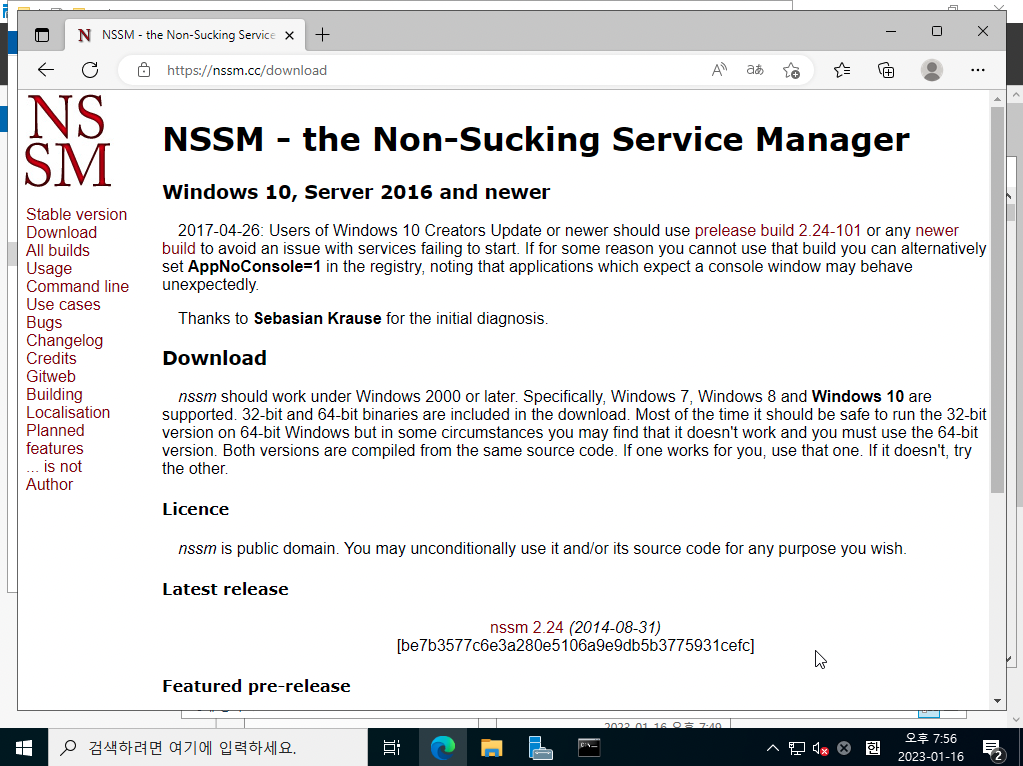 NSSM - the Non-Sucking Service
https://nssm.cc/download
NS
SM
Stable version
Download
All builds
Usage
Command line
Use cases
Bugs
Changelog
Credits
Gitweb
Building
Localisation
Planned
features
... is not
Author
NSSM - the Non-Sucking Service Manager
Windows 10, Server 2016 and newer
2017-04-26: Users of Windows 10 Creators Update or newer should use prelease build 2.24-101 or any newer
build to avoid an issue with services failing to start. If for some reason you cannot use that build you can alternatively
set AppNoConsole=1 in the registry, noting that applications which expect a console window may behave
unexpectedly.
Thanks to Sebasian Krause for the initial diagnosis.
Download
nssm should work under Windows 2000 or later. Specifically, Windows 7, Windows 8 and Windows 10 are
supported. 32-bit and 64-bit binaries are included in the download. Most of the time it should be safe to run the 32-bit
version on 64-bit Windows but in some circumstances you may find that it doesn't work and you must use the 64-bit
version. Both versions are compiled from the same source code. If one works for you, use that one. If it doesn't, try
the other.
Licence
nssm is public domain. You may unconditionally use it and/or its source code for any purpose you wish.
Latest release
nssm 2.24 (2014-08-31)
[be7b3577c6e3a280e5106a9e9db5b3775931cefc]
Featured pre-release
2023-01-16 오후 7:49
검색하려면 여기에 입력하세요.
한
오후 7:56
2023-01-16
2